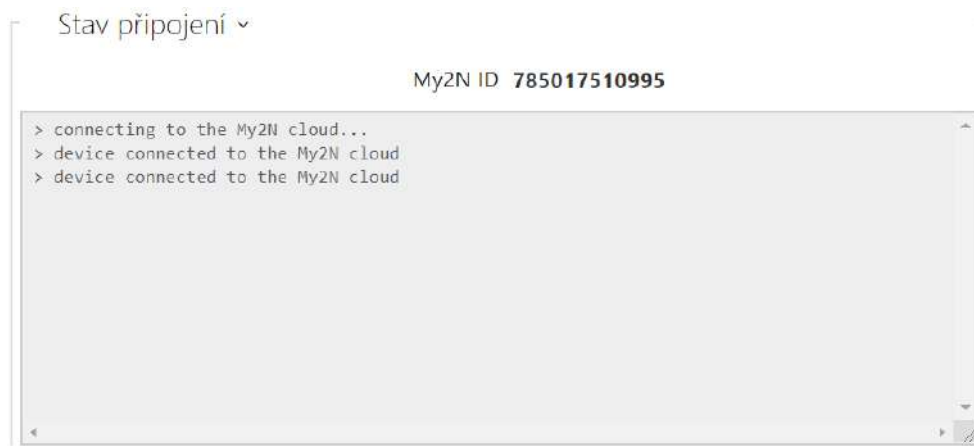 Stav připojení
My2N ID 785017510995
> connecting to the My2N cloud...
> device connected to the My2N cloud
> device connected to the My2N cloud